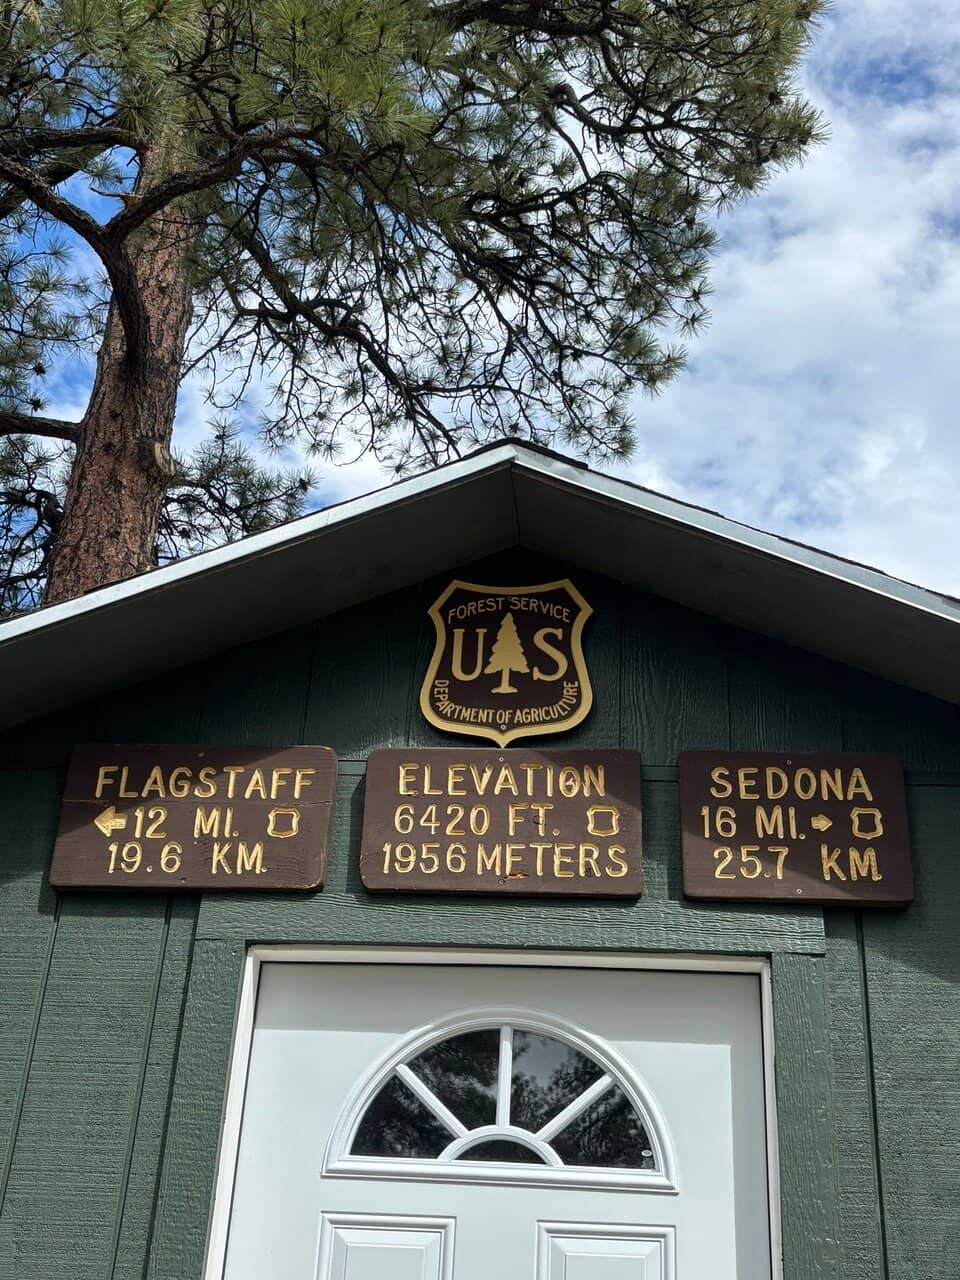 FOREST SERVICE
US
DEPARTMENT OF AGRICULTURE
FLAGSTAFF
12 MI.
19.6 KM.
ELEVATION
6420 FT.
1956 METERS
SEDONA
16 MI.
25.7 KM.